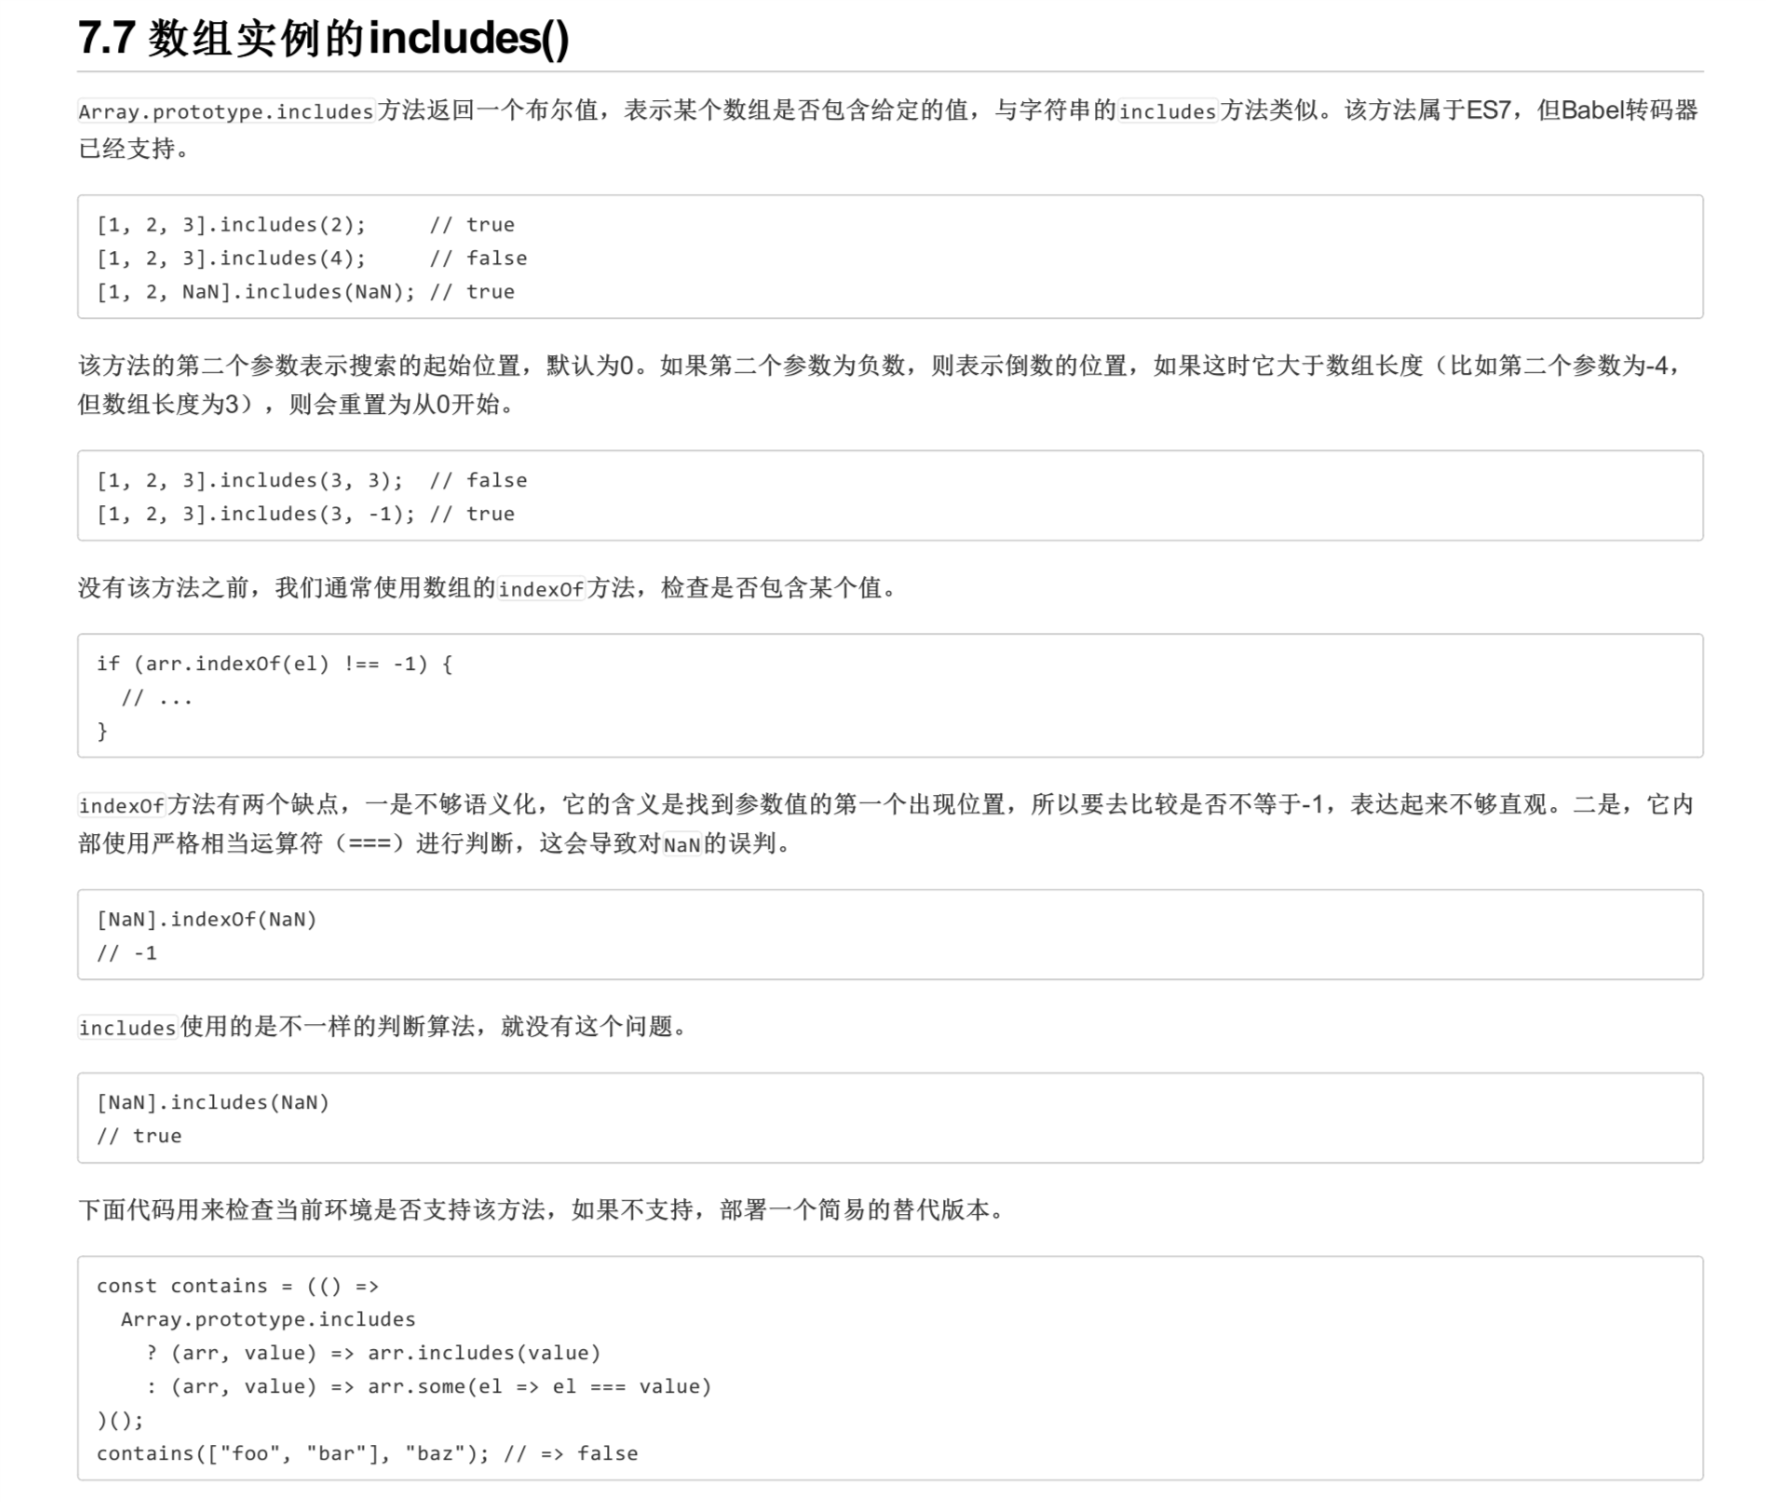 7.7 数组实例的includes()
Array.prototype.includes方法返回一个布尔值，表示某个数组是否包含给定的值，与字符串的includes方法类似。该方法属于ES7，但Babel转码器
已经支持。
[1, 2, 3].includes(2);     // true
[1, 2, 3].includes(4);     // false
[1, 2, NaN].includes(NaN); // true
该方法的第二个参数表示搜索的起始位置，默认为0。如果第二个参数为负数，则表示倒数的位置，如果这时它大于数组长度（比如第二个参数为-4，
但数组长度为3），则会重置为从0开始。
[1, 2, 3].includes(3, 3);  // false
[1, 2, 3].includes(3, -1); // true
没有该方法之前，我们通常使用数组的indexOf方法，检查是否包含某个值。
if (arr.indexOf(el) !== -1) {
  // ...
}
indexOf方法有两个缺点，一是不够语义化，它的含义是找到参数值的第一个出现位置，所以要去比较是否不等于-1，表达起来不够直观。二是，它内
部使用严格相当运算符（===）进行判断，这会导致对NaN的误判。
[NaN].indexOf(NaN)
// -1
includes使用的是不一样的判断算法，就没有这个问题。
[NaN].includes(NaN)
// true
下面代码用来检查当前环境是否支持该方法，如果不支持，部署一个简易的替代版本。
const contains = (() =>
  Array.prototype.includes
    ? (arr, value) => arr.includes(value)
    : (arr, value) => arr.some(el => el === value)
)();
contains(["foo", "bar"], "baz"); // => false